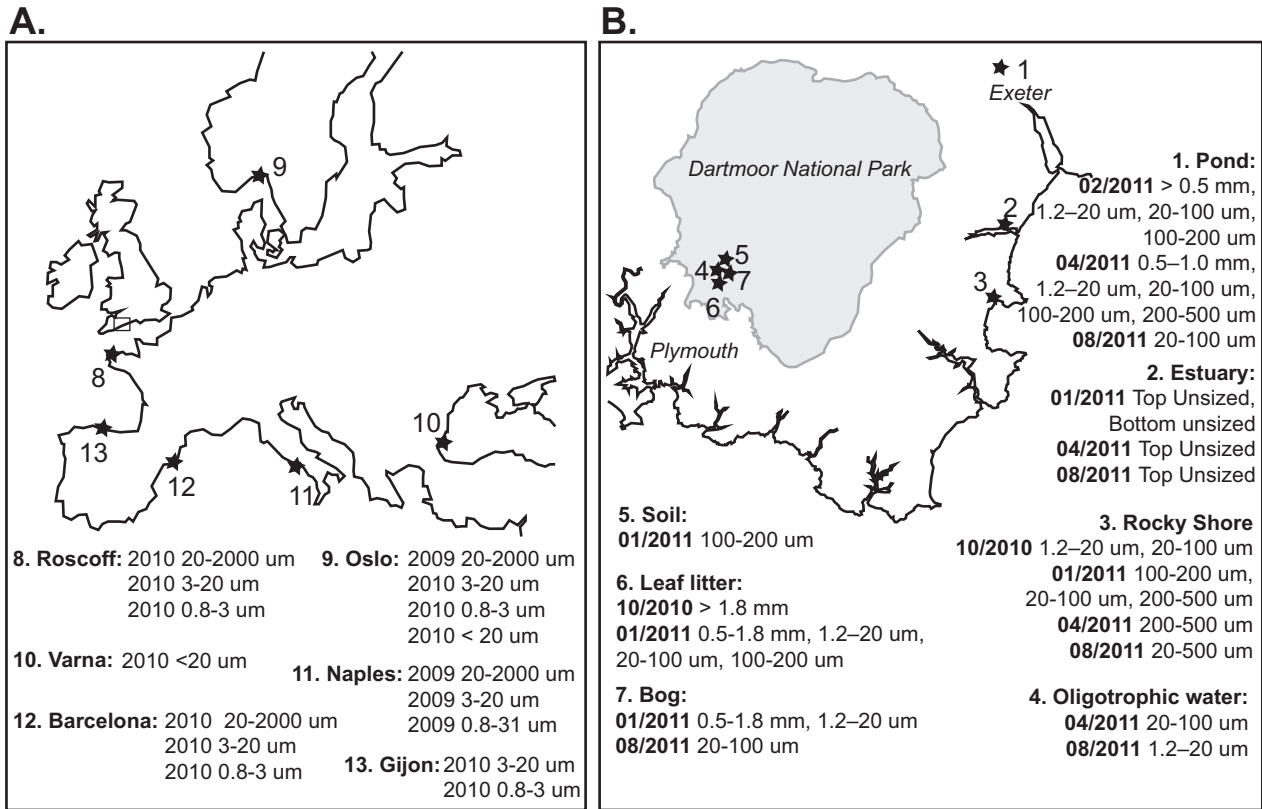 A.
9
8
13
12
11
10
8. Roscoff: 2010 20-2000 um
2010 3-20 um
2010 0.8-3 um
9. Oslo: 2009 20-2000 um
2010 3-20 um
2010 0.8-3 um
2010 < 20 um
10. Varna: 2010 <20 um
11. Naples: 2009 20-2000 um
2009 3-20 um
2009 0.8-31 um
12. Barcelona: 2010 20-2000 um
2010 3-20 um
2010 0.8-3 um
13. Gijon: 2010 3-20 um
2010 0.8-3 um
B.
1
Exeter
Dartmoor National Park
2
3
5
4
7
6
Plymouth
1. Pond:
02/2011 > 0.5 mm,
1.2–20 um, 20-100 um,
100-200 um
04/2011 0.5–1.0 mm,
1.2–20 um, 20-100 um,
100-200 um, 200-500 um
08/2011 20-100 um
2. Estuary:
01/2011 Top Unsized,
Bottom unsized
04/2011 Top Unsized
08/2011 Top Unsized
3. Rocky Shore
10/2010 1.2–20 um, 20-100 um
01/2011 100-200 um,
20-100 um, 200-500 um
04/2011 200-500 um
08/2011 20-500 um
4. Oligotrophic water:
04/2011 20-100 um
08/2011 1.2–20 um
5. Soil:
01/2011 100-200 um
6. Leaf litter:
10/2010 > 1.8 mm
01/2011 0.5-1.8 mm, 1.2–20 um,
20-100 um, 100-200 um
7. Bog:
01/2011 0.5-1.8 mm, 1.2–20 um
08/2011 20-100 um